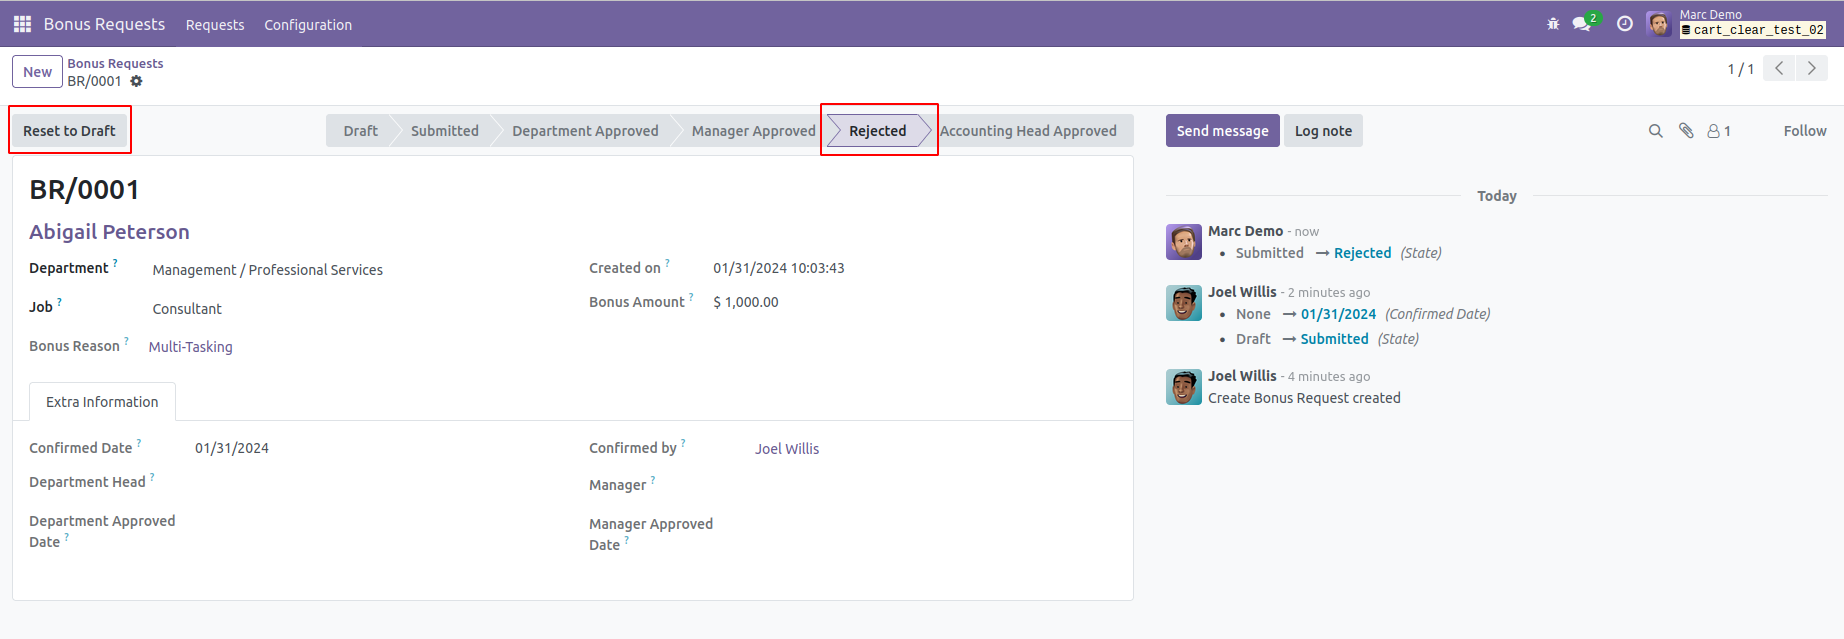 Bonus Requests Requests Configuration 2 Marc Demo
cart_clear_test_02
New Bonus Requests
BR/0001 1 / 1
Reset to Draft Draft Submitted Department Approved Manager Approved Rejected Accounting Head Approved Send message Log note 1 Follow
BR/0001
Abigail Peterson
Department ? Management / Professional Services
Job ? Consultant
Bonus Reason ? Multi-Tasking
Created on ? 01/31/2024 10:03:43
Bonus Amount ? $ 1,000.00
Extra Information
Confirmed Date ? 01/31/2024
Department Head ?
Department Approved
Date ?
Confirmed by ? Joel Willis
Manager ?
Manager Approved
Date ?
Today
Marc Demo - now
• Submitted → Rejected (State)
Joel Willis - 2 minutes ago
• None → 01/31/2024 (Confirmed Date)
• Draft → Submitted (State)
Joel Willis - 4 minutes ago
Create Bonus Request created